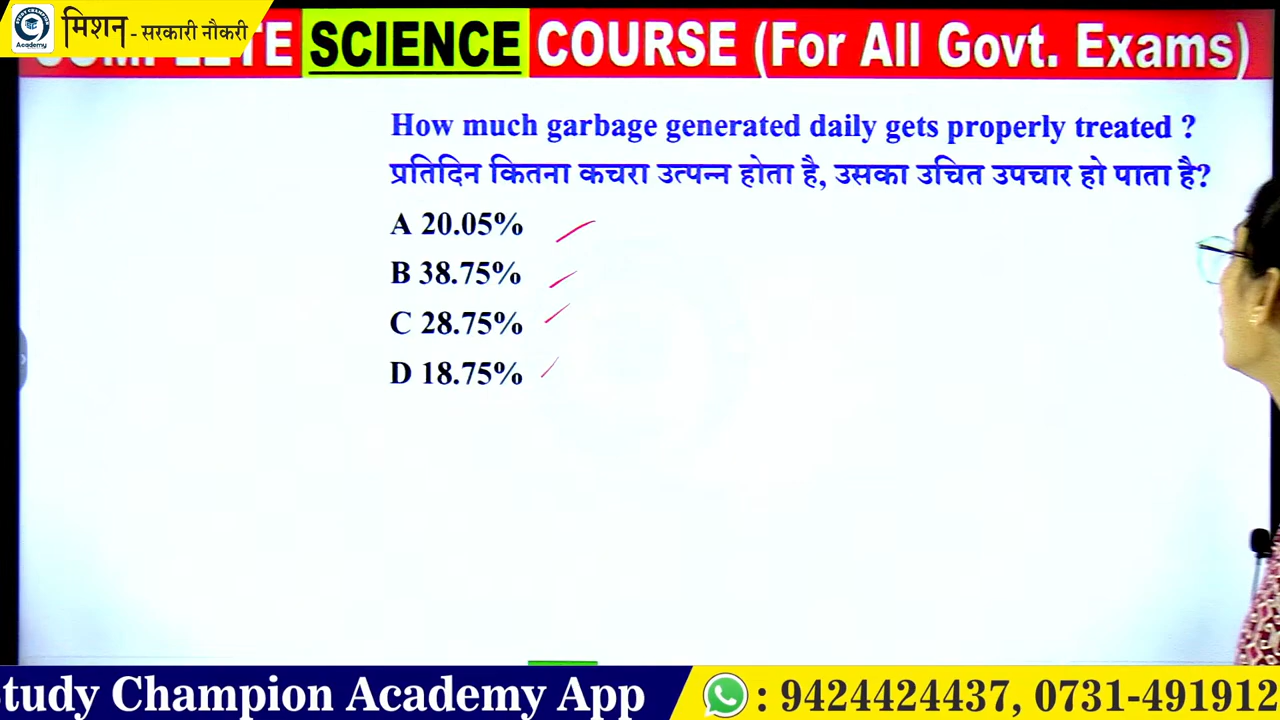 मिशन - सरकारी नौकरी
Academy
SCIENCE COURSE (For All Govt. Exams)
How much garbage generated daily gets properly treated ?
प्रतिदिन कितना कचरा उत्पन्न होता है, उसका उचित उपचार हो पाता है?
A 20.05%
B 38.75%
C 28.75%
D 18.75%
Study Champion Academy App
: 9424424437, 0731-491912